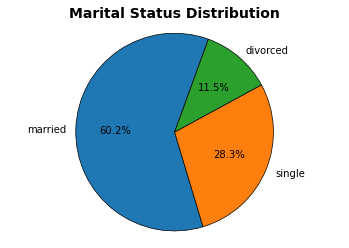 Marital Status Distribution
divorced
11.5%
married
60.2%
28.3%
single